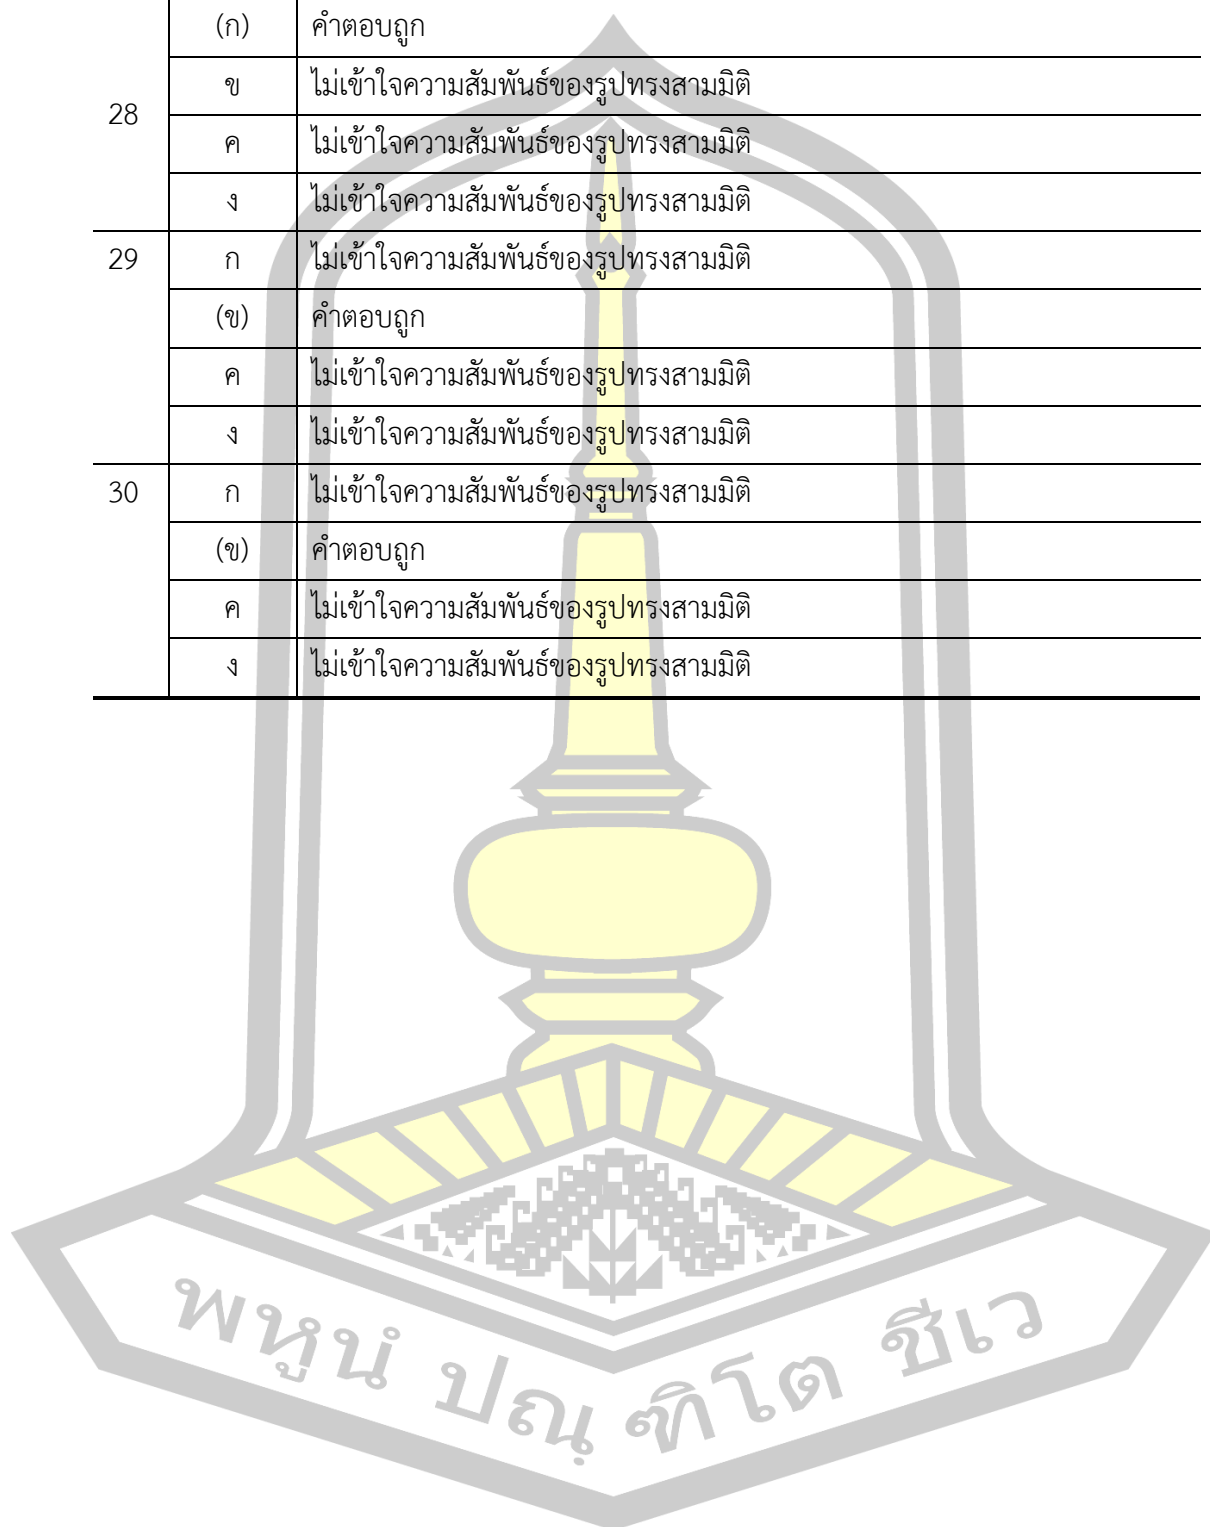 (ก) คำตอบถูก
28 ข ไม่เข้าใจความสัมพันธ์ของรูปทรงสามมิติ
ค ไม่เข้าใจความสัมพันธ์ของรูปทรงสามมิติ
ง ไม่เข้าใจความสัมพันธ์ของรูปทรงสามมิติ
29 ก ไม่เข้าใจความสัมพันธ์ของรูปทรงสามมิติ
(ข) คำตอบถูก
ค ไม่เข้าใจความสัมพันธ์ของรูปทรงสามมิติ
ง ไม่เข้าใจความสัมพันธ์ของรูปทรงสามมิติ
30 ก ไม่เข้าใจความสัมพันธ์ของรูปทรงสามมิติ
(ข) คำตอบถูก
ค ไม่เข้าใจความสัมพันธ์ของรูปทรงสามมิติ
ง ไม่เข้าใจความสัมพันธ์ของรูปทรงสามมิติ
พหูนํ ปณฺฑิโต ชีเว